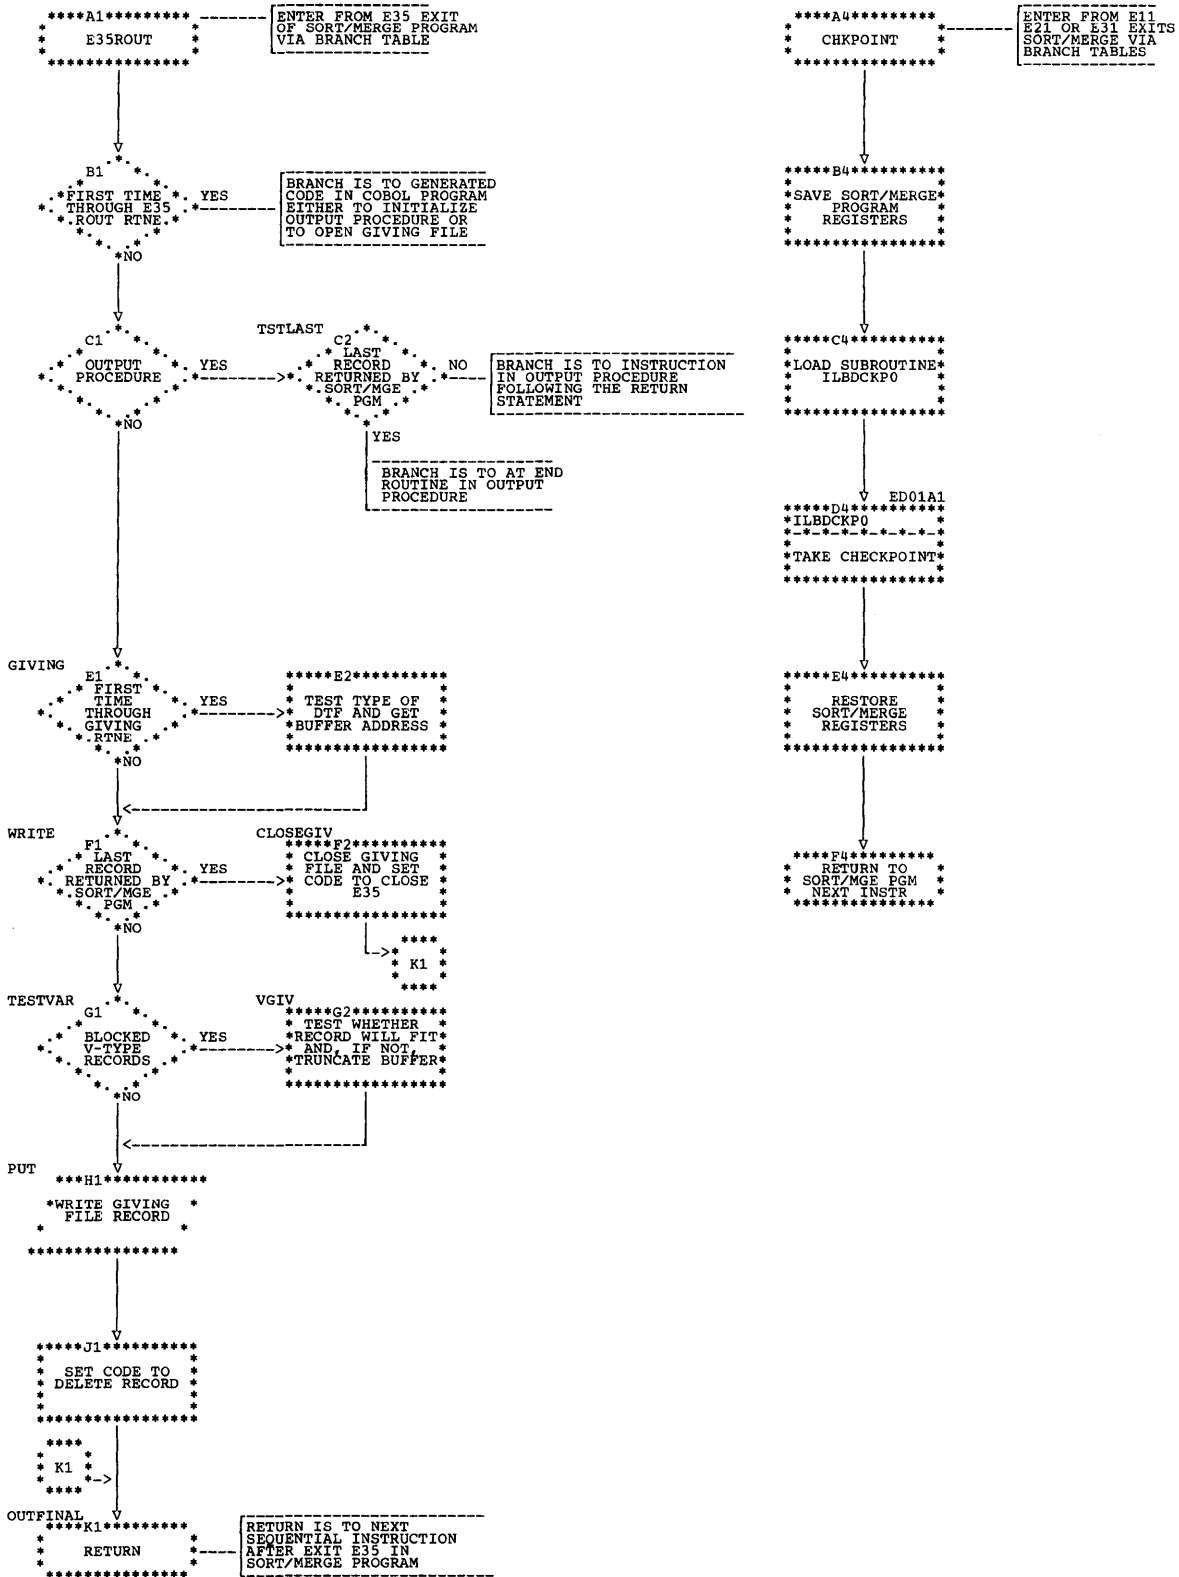 A1
E35ROUT
ENTER FROM E35 EXIT
OF SORT/MERGE PROGRAM
VIA BRANCH TABLE
B1
FIRST TIME
THROUGH E35
ROUT RTNE
YES
NO
BRANCH IS TO GENERATED
CODE IN COBOL PROGRAM
EITHER TO INITIALIZE
OUTPUT PROCEDURE OR
TO OPEN GIVING FILE
C1
OUTPUT
PROCEDURE
YES
NO
TSTLAST
C2
LAST
RECORD
RETURNED BY
SORT/MGE
PGM
NO
YES
BRANCH IS TO INSTRUCTION
IN OUTPUT PROCEDURE
FOLLOWING THE RETURN
STATEMENT
BRANCH IS TO AT END
ROUTINE IN OUTPUT
PROCEDURE
GIVING
E1
FIRST
TIME
THROUGH
GIVING
RTNE
YES
NO
E2
TEST TYPE OF
DTF AND GET
BUFFER ADDRESS
WRITE
F1
LAST
RECORD
RETURNED BY
SORT/MGE
PGM
YES
NO
CLOSEGIV
F2
CLOSE GIVING
FILE AND SET
CODE TO CLOSE
E35
K1
TESTVAR
G1
BLOCKED
V-TYPE
RECORDS
YES
NO
VGIV
G2
TEST WHETHER
RECORD WILL FIT
AND, IF NOT,
TRUNCATE BUFFER
PUT
H1
WRITE GIVING
FILE RECORD
J1
SET CODE TO
DELETE RECORD
K1
OUTFINAL
K1
RETURN
RETURN IS TO NEXT
SEQUENTIAL INSTRUCTION
AFTER EXIT E35 IN
SORT/MERGE PROGRAM
A4
CHKPOINT
ENTER FROM E11
E21 OR E31 EXITS
SORT/MERGE VIA
BRANCH TABLES
B4
SAVE SORT/MERGE
PROGRAM
REGISTERS
C4
LOAD SUBROUTINE
ILBDCKP0
ED01A1
D4
ILBDCKP0
TAKE CHECKPOINT
E4
RESTORE
SORT/MERGE
REGISTERS
F4
RETURN TO
SORT/MGE PGM
NEXT INSTR